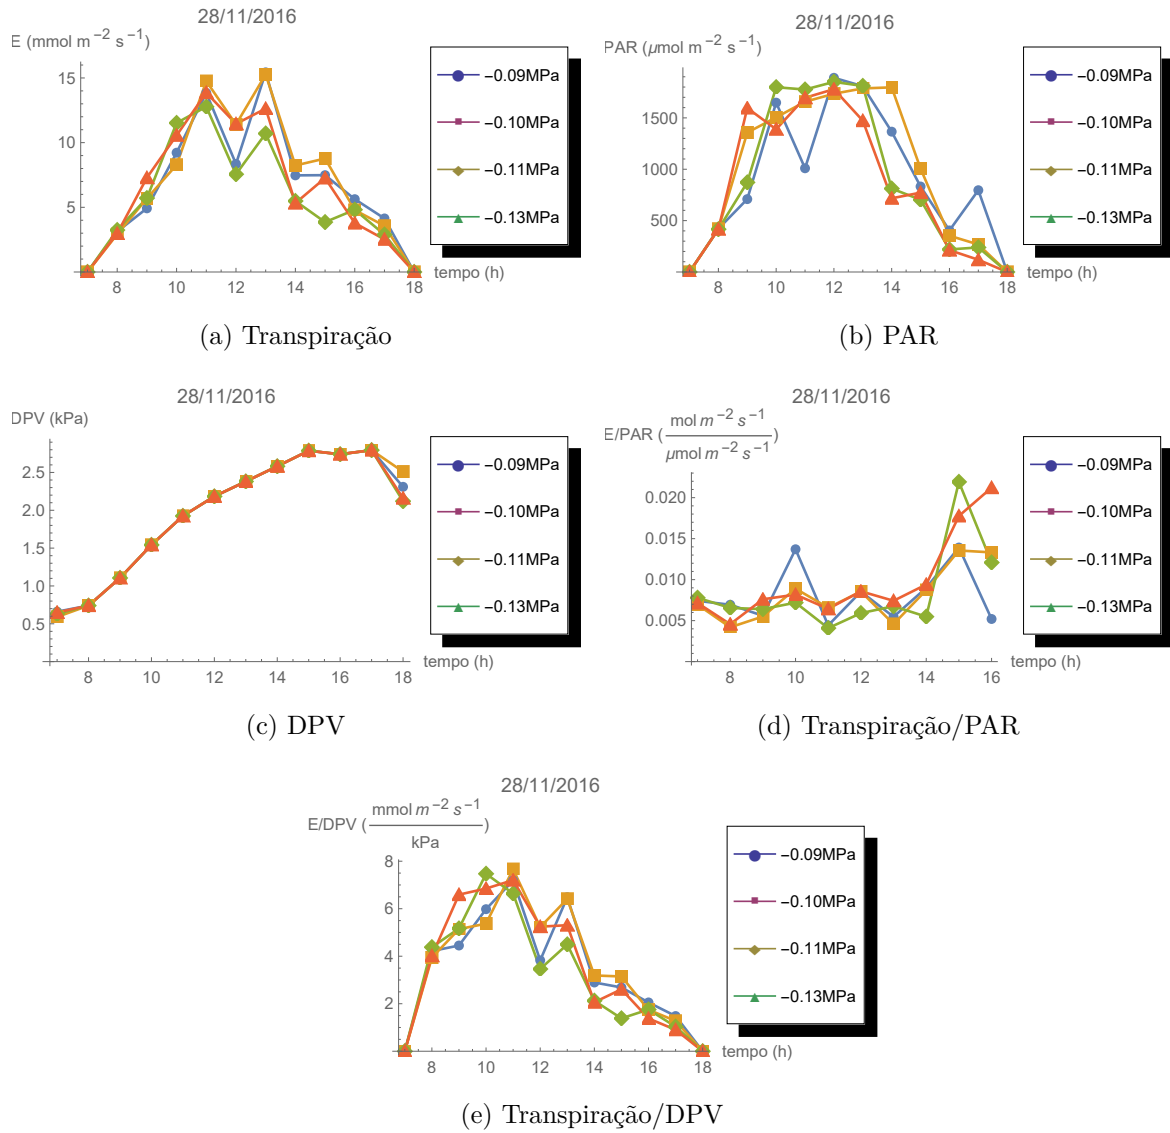 28/11/2016
E (mmol m−2 s−1)
15
10
5
8 10 12 14 16 18
tempo (h)
−0.09MPa
−0.10MPa
−0.11MPa
−0.13MPa
(a) Transpiração
28/11/2016
PAR (μmol m−2 s−1)
1500
1000
500
8 10 12 14 16 18
tempo (h)
−0.09MPa
−0.10MPa
−0.11MPa
−0.13MPa
(b) PAR
28/11/2016
DPV (kPa)
2.5
2.0
1.5
1.0
0.5
8 10 12 14 16 18
tempo (h)
−0.09MPa
−0.10MPa
−0.11MPa
−0.13MPa
(c) DPV
28/11/2016
E/PAR (mol m−2 s−1 / μmol m−2 s−1)
0.020
0.015
0.010
0.005
8 10 12 14 16
tempo (h)
−0.09MPa
−0.10MPa
−0.11MPa
−0.13MPa
(d) Transpiração/PAR
28/11/2016
E/DPV (mmol m−2 s−1 / kPa)
8
6
4
2
8 10 12 14 16 18
tempo (h)
−0.09MPa
−0.10MPa
−0.11MPa
−0.13MPa
(e) Transpiração/DPV